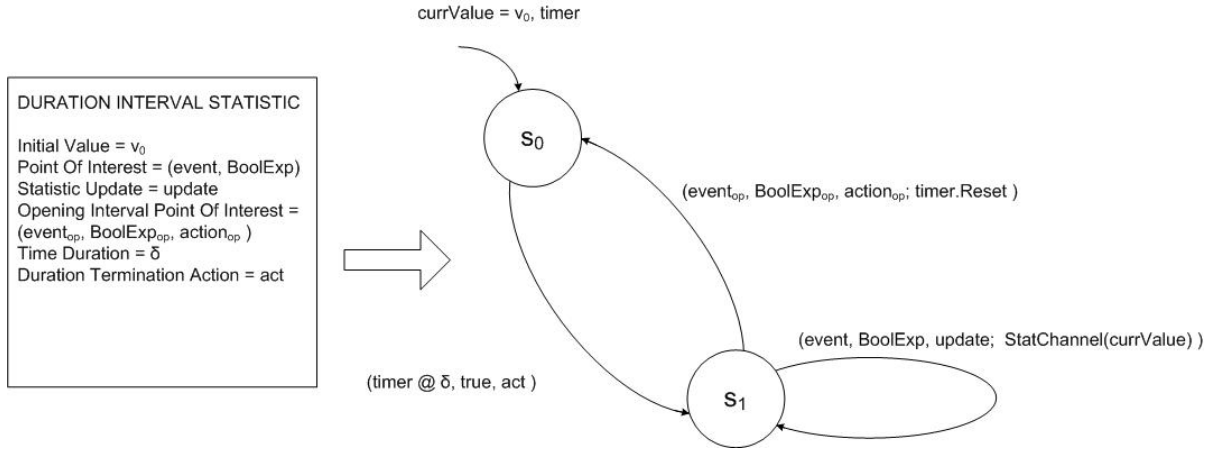 currValue = v₀, timer
DURATION INTERVAL STATISTIC
Initial Value = v₀
Point Of Interest = (event, BoolExp)
Statistic Update = update
Opening Interval Point Of Interest =
(eventₒₚ, BoolExpₒₚ, actionₒₚ )
Time Duration = δ
Duration Termination Action = act
s₀
(eventₒₚ, BoolExpₒₚ, actionₒₚ; timer.Reset )
(event, BoolExp, update;  StatChannel(currValue) )
(timer @ δ, true, act )
s₁